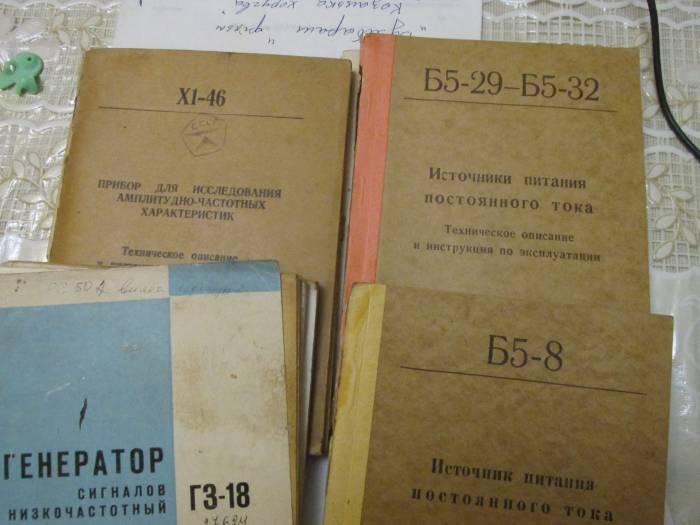 Х1-46
СССР
ПРИБОР ДЛЯ ИССЛЕДОВАНИЯ
АМПЛИТУДНО-ЧАСТОТНЫХ
ХАРАКТЕРИСТИК
Техническое описание
Б5-29–Б5-32
Источники питания
постоянного тока
Техническое описание
и инструкция по эксплуатации
ГЕНЕРАТОР
СИГНАЛОВ
НИЗКОЧАСТОТНЫЙ
ГЗ-18
Б5-8
Источник питания
постоянного тока